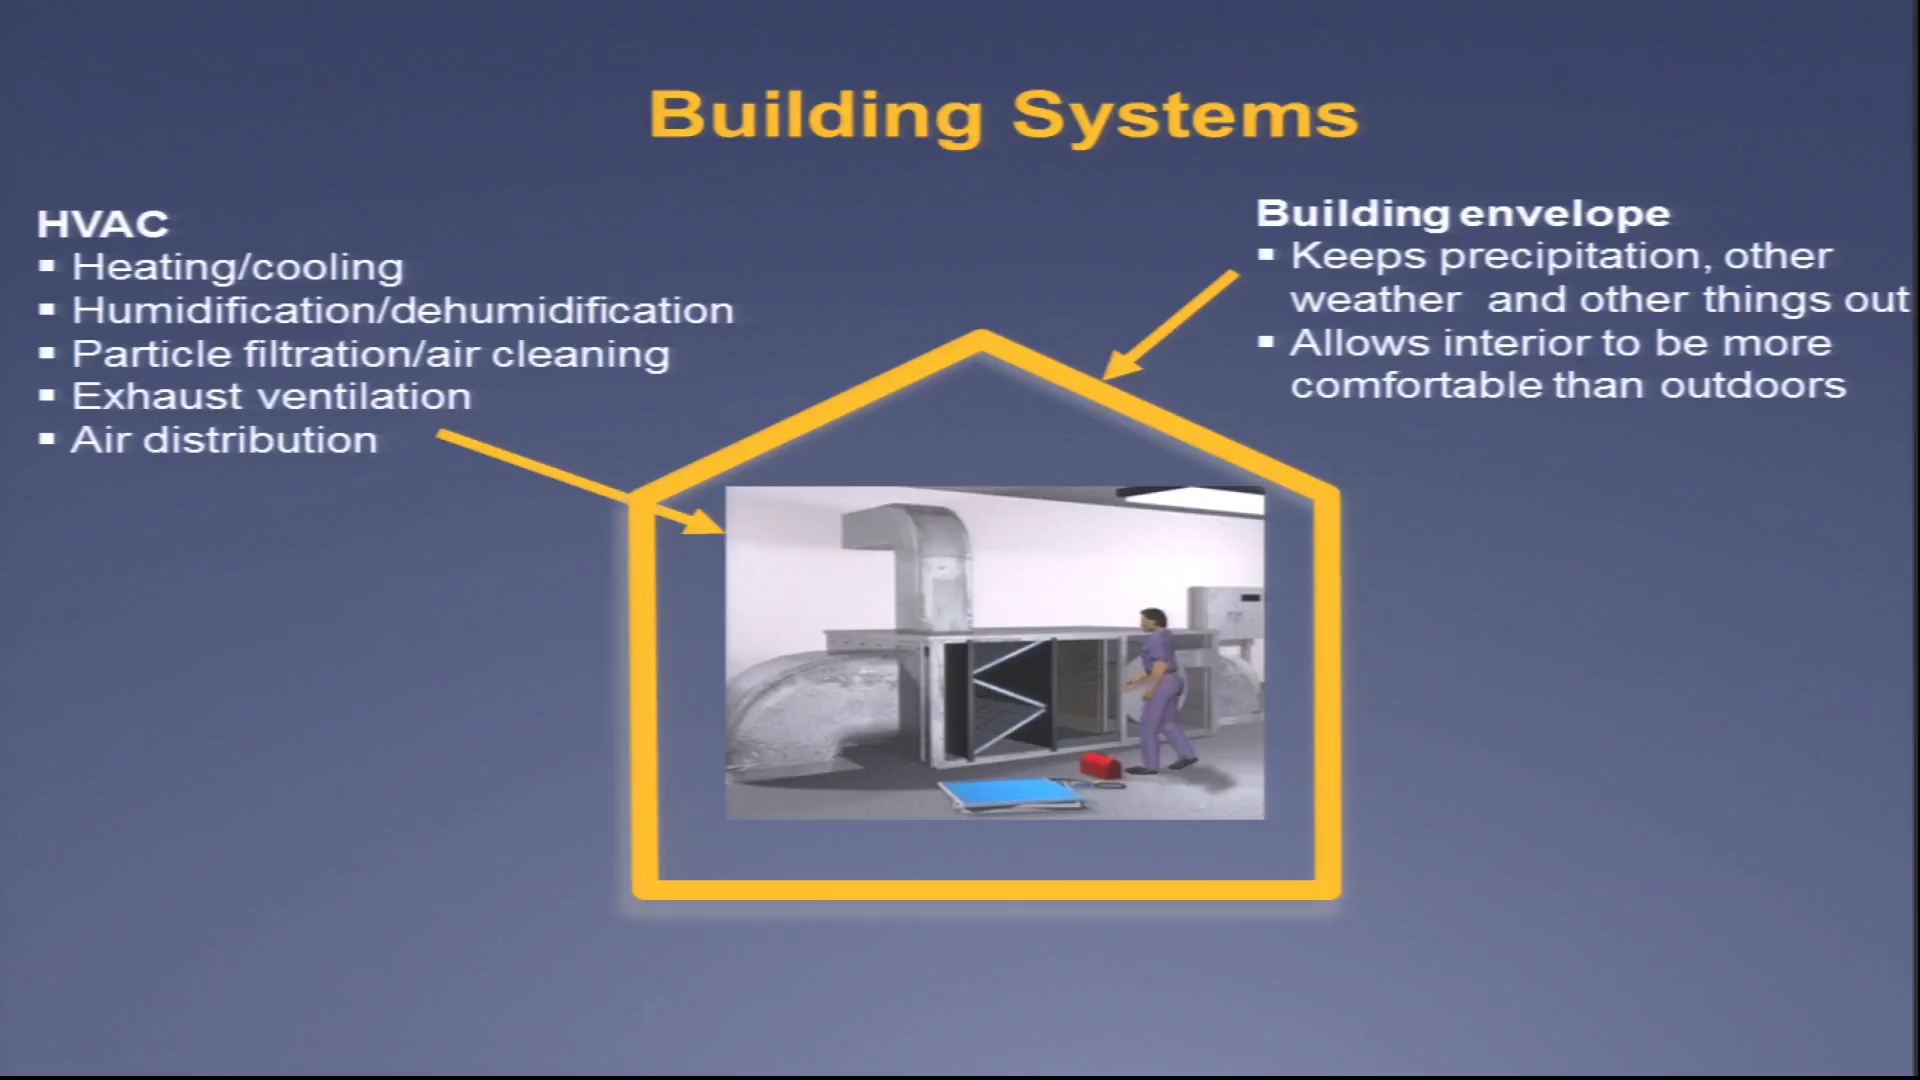 Building Systems
HVAC
▪ Heating/cooling
▪ Humidification/dehumidification
▪ Particle filtration/air cleaning
▪ Exhaust ventilation
▪ Air distribution
Building envelope
▪ Keeps precipitation, other
weather and other things out
▪ Allows interior to be more
comfortable than outdoors